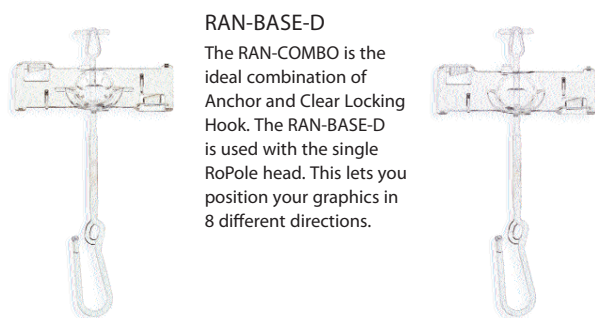 RAN-BASE-D
The RAN-COMBO is the
ideal combination of
Anchor and Clear Locking
Hook. The RAN-BASE-D
is used with the single
RoPole head. This lets you
position your graphics in
8 different directions.